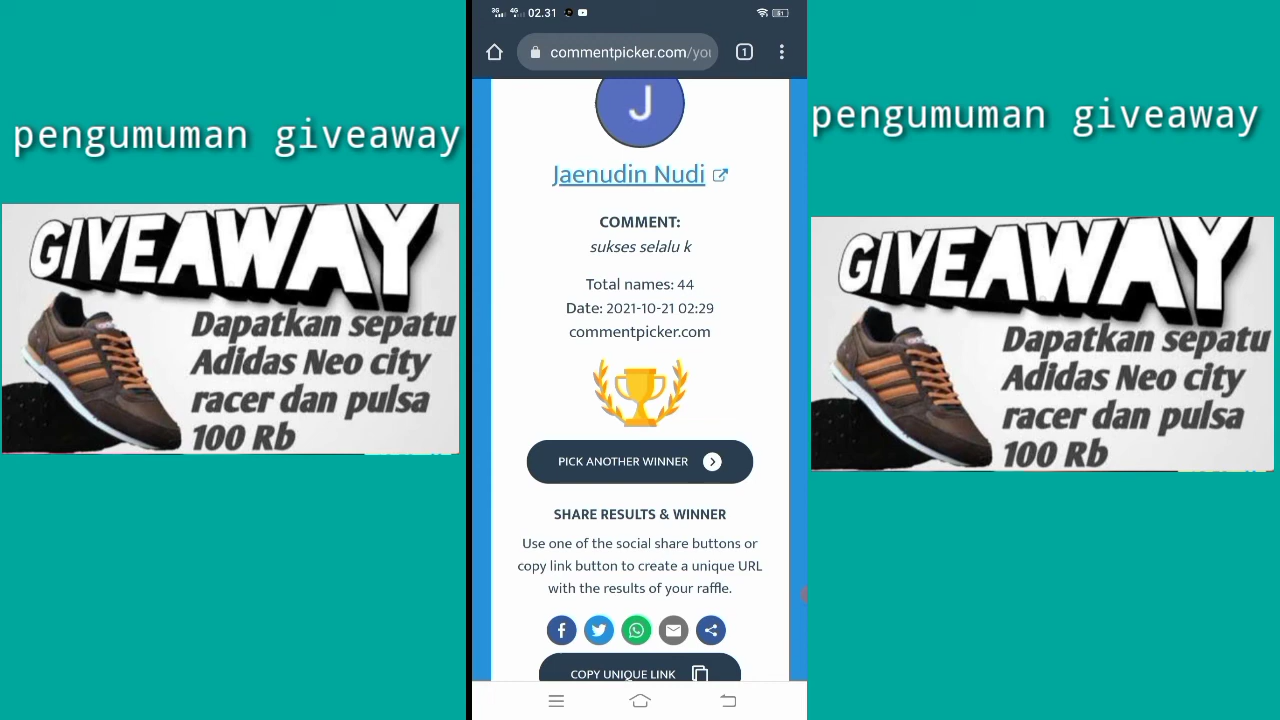 pengumuman giveaway
GIVEAWAY
Dapatkan sepatu
Adidas Neo city
racer dan pulsa
100 Rb
3G 4G 02.31
commentpicker.com/you
1
J
Jaenudin Nudi
COMMENT:
sukses selalu k
Total names: 44
Date: 2021-10-21 02:29
commentpicker.com
PICK ANOTHER WINNER
SHARE RESULTS & WINNER
Use one of the social share buttons or
copy link button to create a unique URL
with the results of your raffle.
COPY UNIQUE LINK
pengumuman giveaway
GIVEAWAY
Dapatkan sepatu
Adidas Neo city
racer dan pulsa
100 Rb